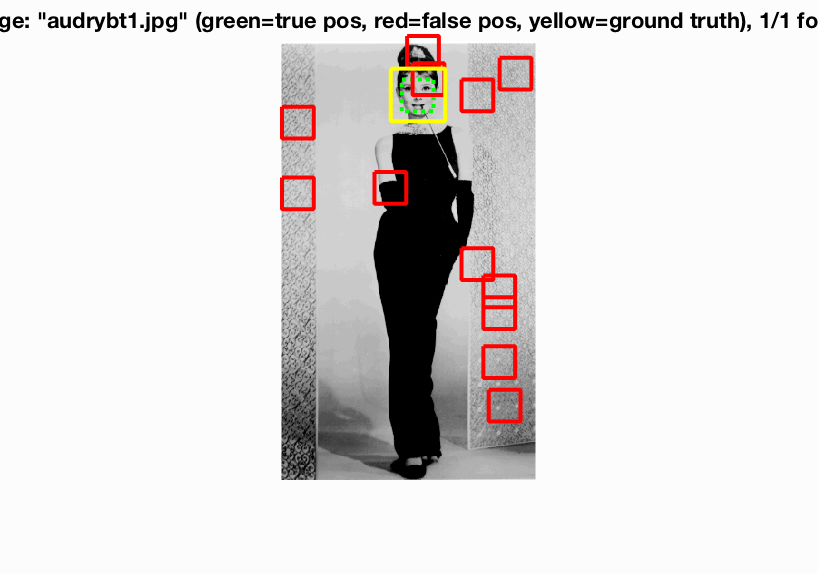 ge: "audrybt1.jpg" (green=true pos, red=false pos, yellow=ground truth), 1/1 fo